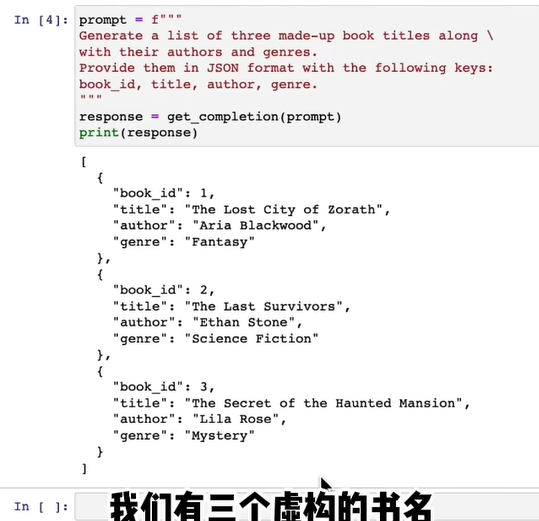 In [4]: prompt = f"""
Generate a list of three made-up book titles along \
with their authors and genres.
Provide them in JSON format with the following keys:
book_id, title, author, genre.
"""
response = get_completion(prompt)
print(response)
[
  {
    "book_id": 1,
    "title": "The Lost City of Zorath",
    "author": "Aria Blackwood",
    "genre": "Fantasy"
  },
  {
    "book_id": 2,
    "title": "The Last Survivors",
    "author": "Ethan Stone",
    "genre": "Science Fiction"
  },
  {
    "book_id": 3,
    "title": "The Secret of the Haunted Mansion",
    "author": "Lila Rose",
    "genre": "Mystery"
  }
]
In [ ]:
我们有三个虚构的书名